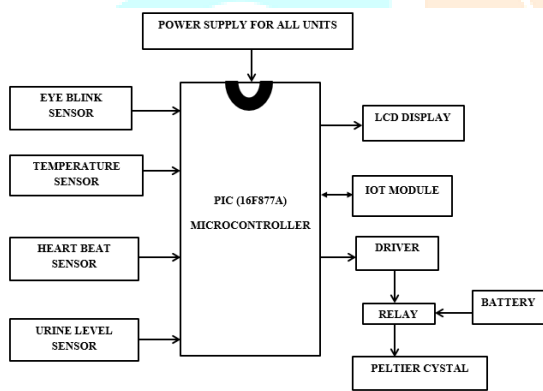 POWER SUPPLY FOR ALL UNITS
EYE BLINK
SENSOR
TEMPERATURE
SENSOR
HEART BEAT
SENSOR
URINE LEVEL
SENSOR
PIC (16F877A)
MICROCONTROLLER
LCD DISPLAY
IOT MODULE
DRIVER
RELAY
BATTERY
PELTIER CYSTAL